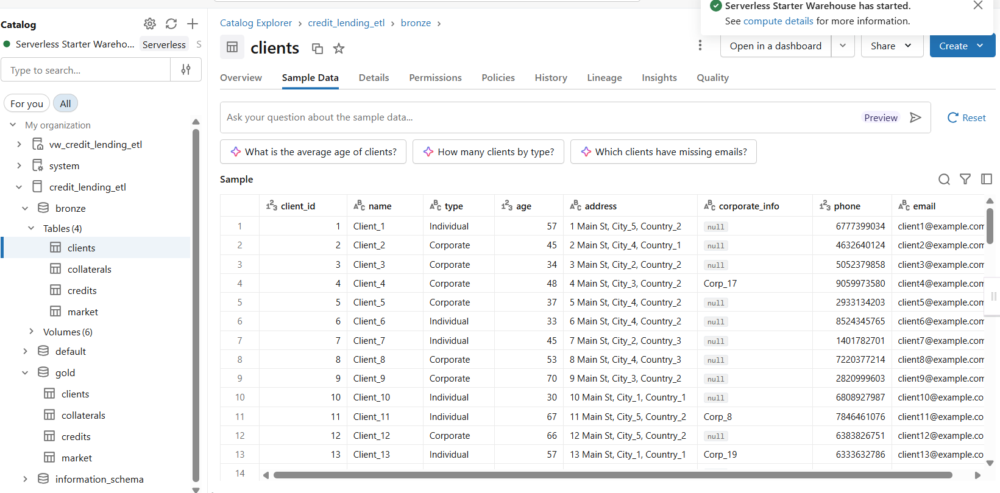 Serverless Starter Warehouse has started.
See compute details for more information.
Catalog
Serverless Starter Wareho... Serverless S
Type to search...
For you All
My organization
vw_credit_lending_etl
system
credit_lending_etl
bronze
Tables (4)
clients
collaterals
credits
market
Volumes (6)
default
gold
clients
collaterals
credits
market
information_schema
Catalog Explorer > credit_lending_etl > bronze >
clients
Open in a dashboard Share Create
Overview Sample Data Details Permissions Policies History Lineage Insights Quality
Ask your question about the sample data... Preview Reset
What is the average age of clients? How many clients by type? Which clients have missing emails?
Sample
client_id name type age address corporate_info phone email
1 1 Client_1 Individual 57 1 Main St, City_5, Country_2 null 6777399034 client1@example.com
2 2 Client_2 Corporate 45 2 Main St, City_4, Country_1 null 4632640124 client2@example.com
3 3 Client_3 Corporate 34 3 Main St, City_2, Country_2 null 5052379858 client3@example.com
4 4 Client_4 Corporate 48 4 Main St, City_3, Country_2 Corp_17 9059973580 client4@example.com
5 5 Client_5 Corporate 37 5 Main St, City_4, Country_2 null 2933134203 client5@example.com
6 6 Client_6 Individual 33 6 Main St, City_4, Country_2 null 8524345765 client6@example.com
7 7 Client_7 Individual 45 7 Main St, City_2, Country_3 null 1401782701 client7@example.com
8 8 Client_8 Corporate 53 8 Main St, City_4, Country_3 null 7220377214 client8@example.com
9 9 Client_9 Corporate 70 9 Main St, City_3, Country_2 null 2820999603 client9@example.com
10 10 Client_10 Individual 30 10 Main St, City_1, Country_1 null 6808927987 client10@example.co
11 11 Client_11 Individual 67 11 Main St, City_5, Country_2 Corp_8 7846461076 client11@example.co
12 12 Client_12 Corporate 66 12 Main St, City_5, Country_2 null 6383826751 client12@example.co
13 13 Client_13 Individual 57 13 Main St, City_1, Country_1 Corp_19 6333632786 client13@example.co
14